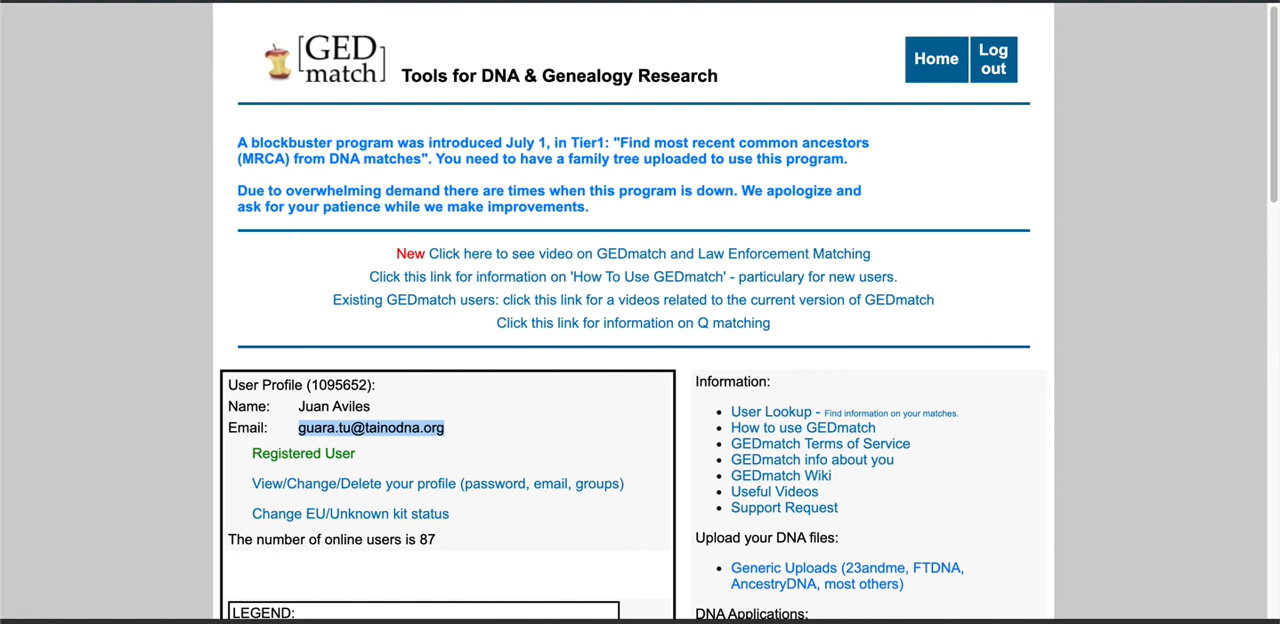 [GED
match]
Tools for DNA & Genealogy Research
Home
Log
out
A blockbuster program was introduced July 1, in Tier1: "Find most recent common ancestors
(MRCA) from DNA matches". You need to have a family tree uploaded to use this program.
Due to overwhelming demand there are times when this program is down. We apologize and
ask for your patience while we make improvements.
New Click here to see video on GEDmatch and Law Enforcement Matching
Click this link for information on 'How To Use GEDmatch' - particulary for new users.
Existing GEDmatch users: click this link for a videos related to the current version of GEDmatch
Click this link for information on Q matching
User Profile (1095652):
Name: Juan Aviles
Email: guara.tu@tainodna.org
Registered User
View/Change/Delete your profile (password, email, groups)
Change EU/Unknown kit status
The number of online users is 87
LEGEND:
Information:
• User Lookup - Find information on your matches.
• How to use GEDmatch
• GEDmatch Terms of Service
• GEDmatch info about you
• GEDmatch Wiki
• Useful Videos
• Support Request
Upload your DNA files:
• Generic Uploads (23andme, FTDNA,
AncestryDNA, most others)
DNA Applications: